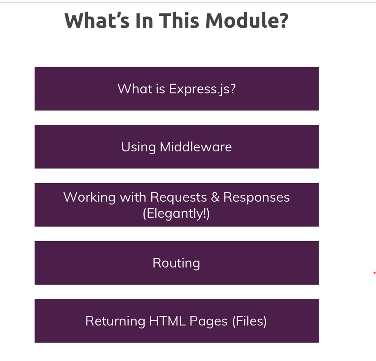 What's In This Module?
What is Express.js?
Using Middleware
Working with Requests & Responses
(Elegantly!)
Routing
Returning HTML Pages (Files)